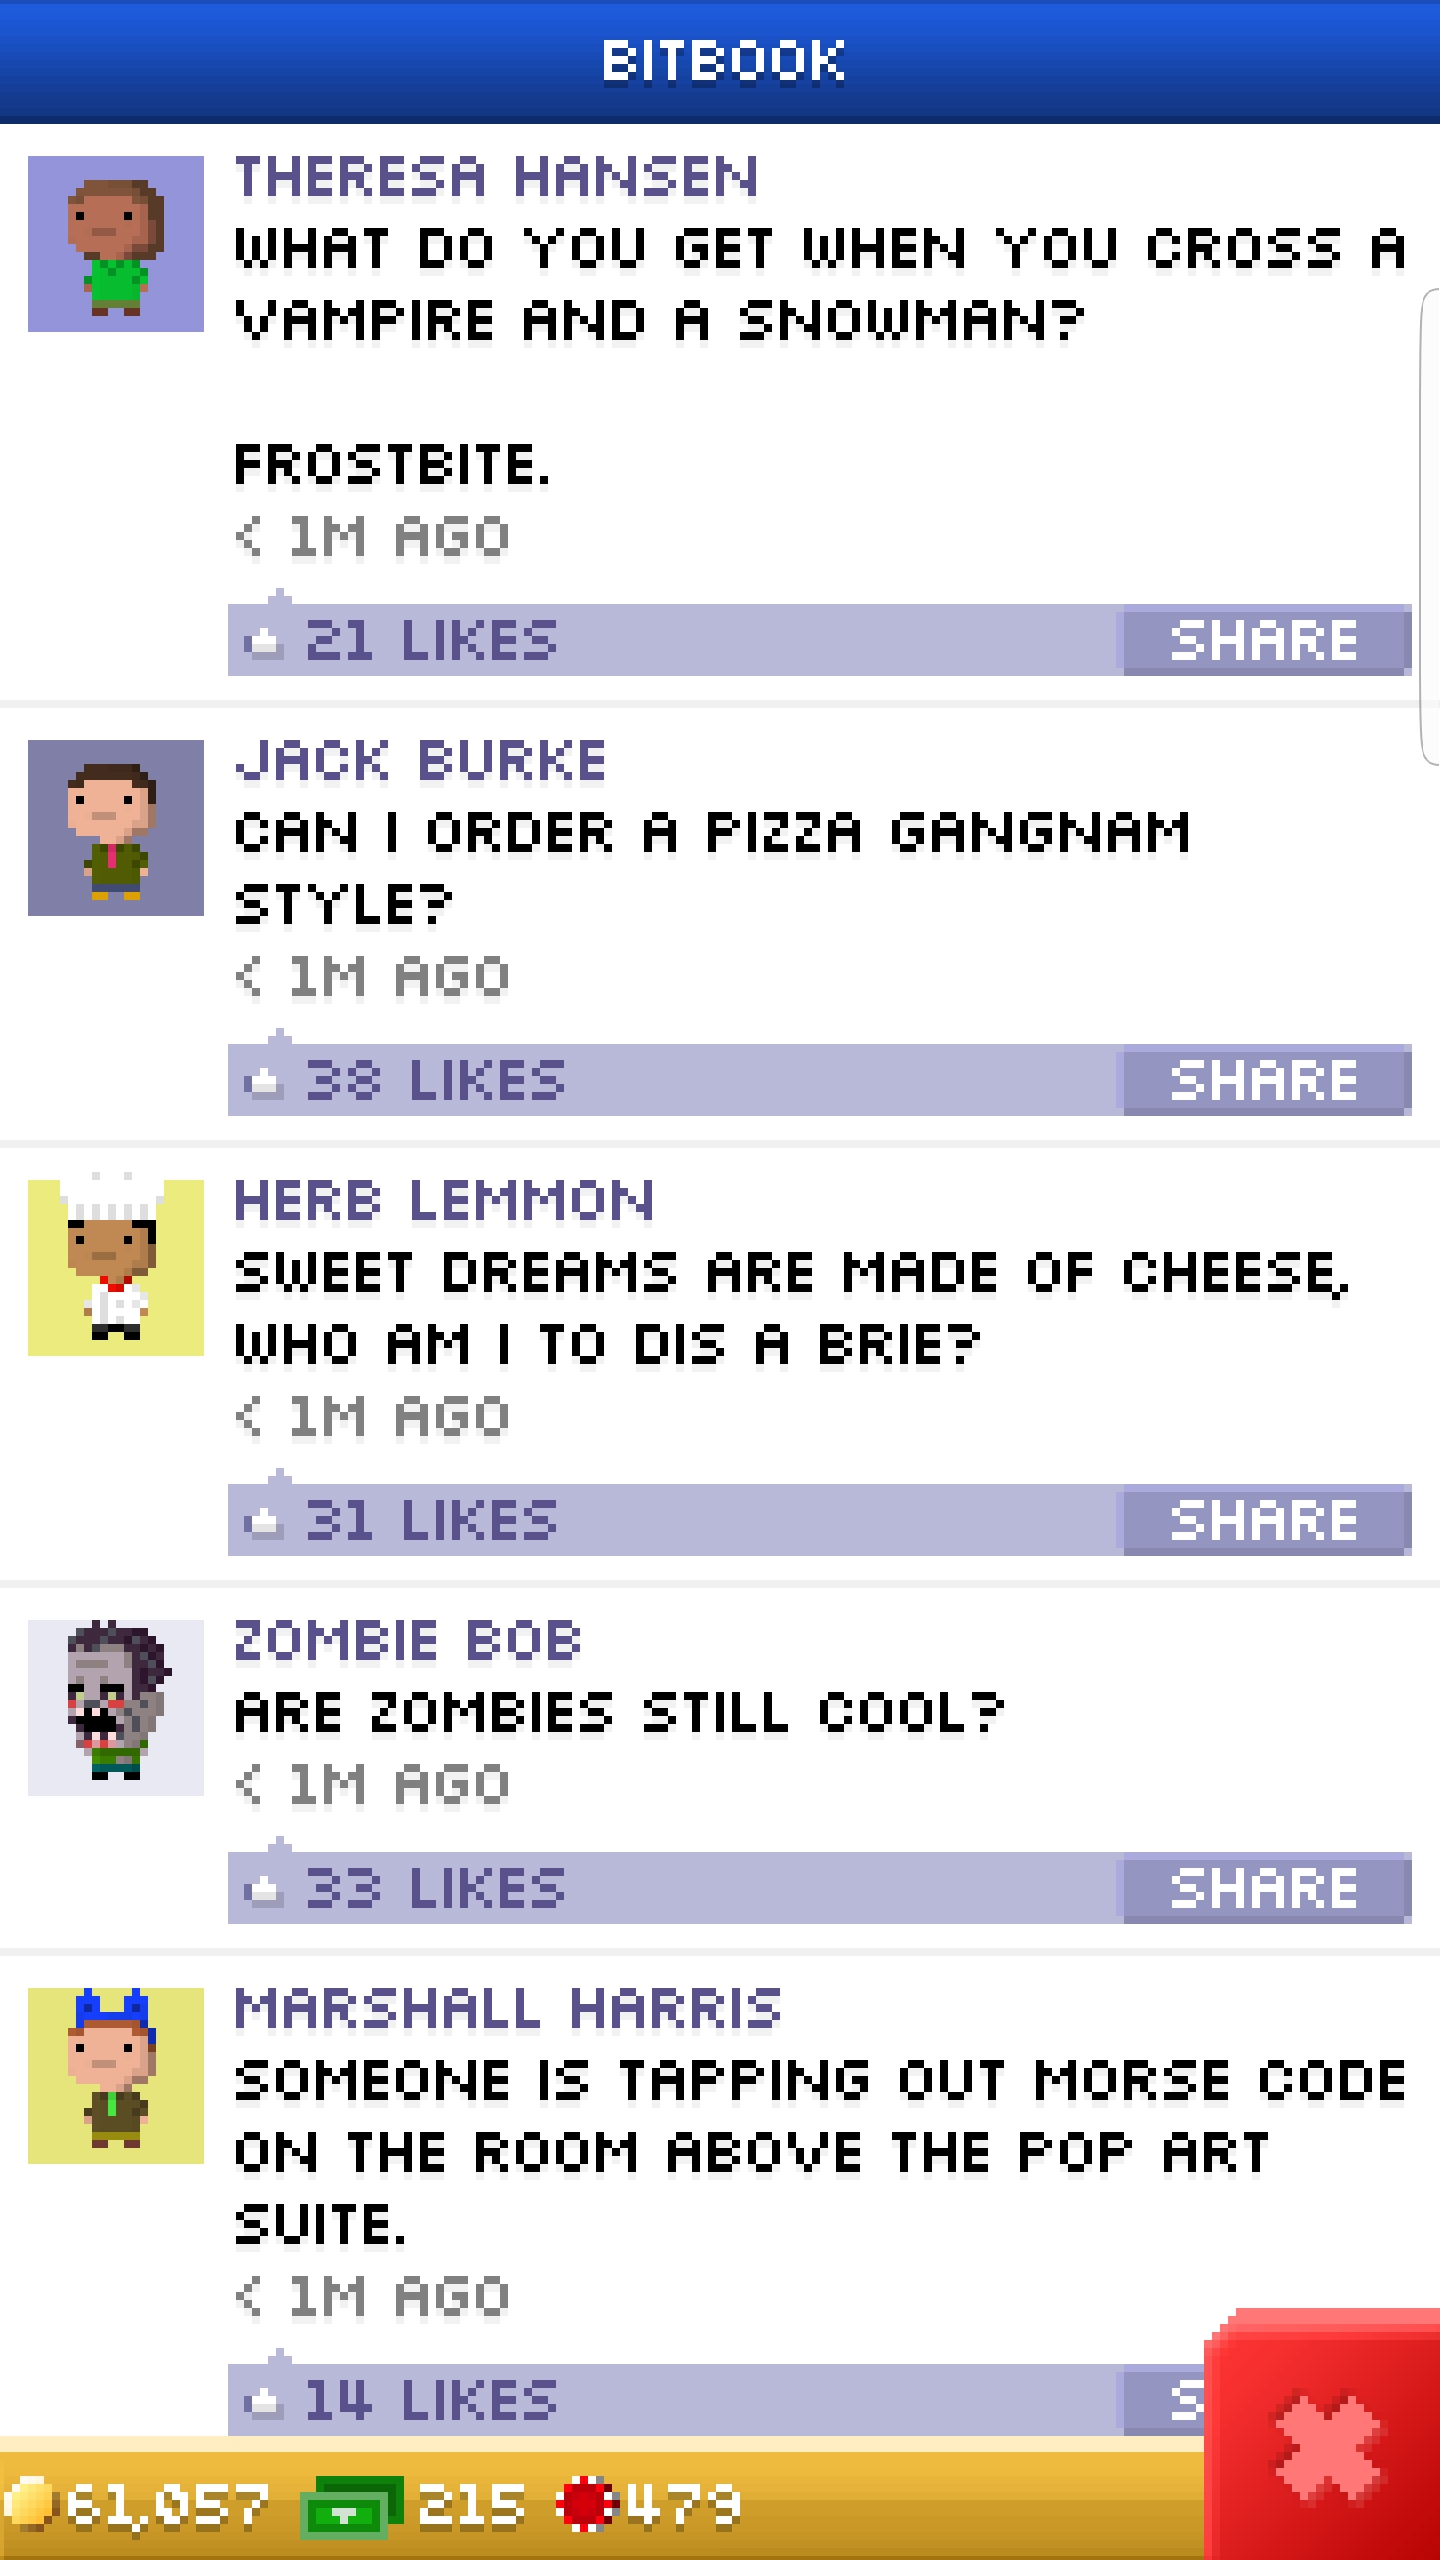 BITBOOK
THERESA HANSEN
WHAT DO YOU GET WHEN YOU CROSS A
VAMPIRE AND A SNOWMAN?
FROSTBITE.
< 1M AGO
21 LIKES SHARE
JACK BURKE
CAN I ORDER A PIZZA GANGNAM
STYLE?
< 1M AGO
38 LIKES SHARE
HERB LEMMON
SWEET DREAMS ARE MADE OF CHEESE,
WHO AM I TO DIS A BRIE?
< 1M AGO
31 LIKES SHARE
ZOMBIE BOB
ARE ZOMBIES STILL COOL?
< 1M AGO
33 LIKES SHARE
MARSHALL HARRIS
SOMEONE IS TAPPING OUT MORSE CODE
ON THE ROOM ABOVE THE POP ART
SUITE.
< 1M AGO
14 LIKES S
61,057 215 479